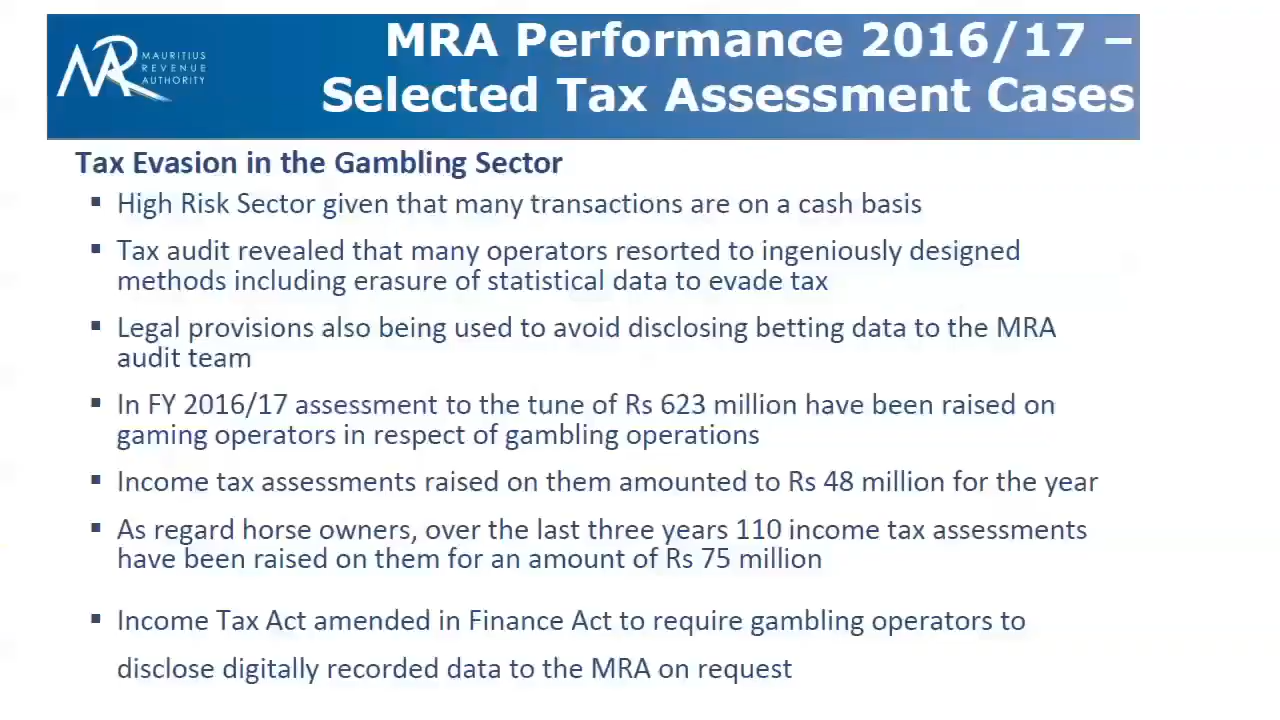 MAURITIUS
REVENUE
AUTHORITY
MRA Performance 2016/17 –
Selected Tax Assessment Cases
Tax Evasion in the Gambling Sector
▪ High Risk Sector given that many transactions are on a cash basis
▪ Tax audit revealed that many operators resorted to ingeniously designed
methods including erasure of statistical data to evade tax
▪ Legal provisions also being used to avoid disclosing betting data to the MRA
audit team
▪ In FY 2016/17 assessment to the tune of Rs 623 million have been raised on
gaming operators in respect of gambling operations
▪ Income tax assessments raised on them amounted to Rs 48 million for the year
▪ As regard horse owners, over the last three years 110 income tax assessments
have been raised on them for an amount of Rs 75 million
▪ Income Tax Act amended in Finance Act to require gambling operators to
disclose digitally recorded data to the MRA on request